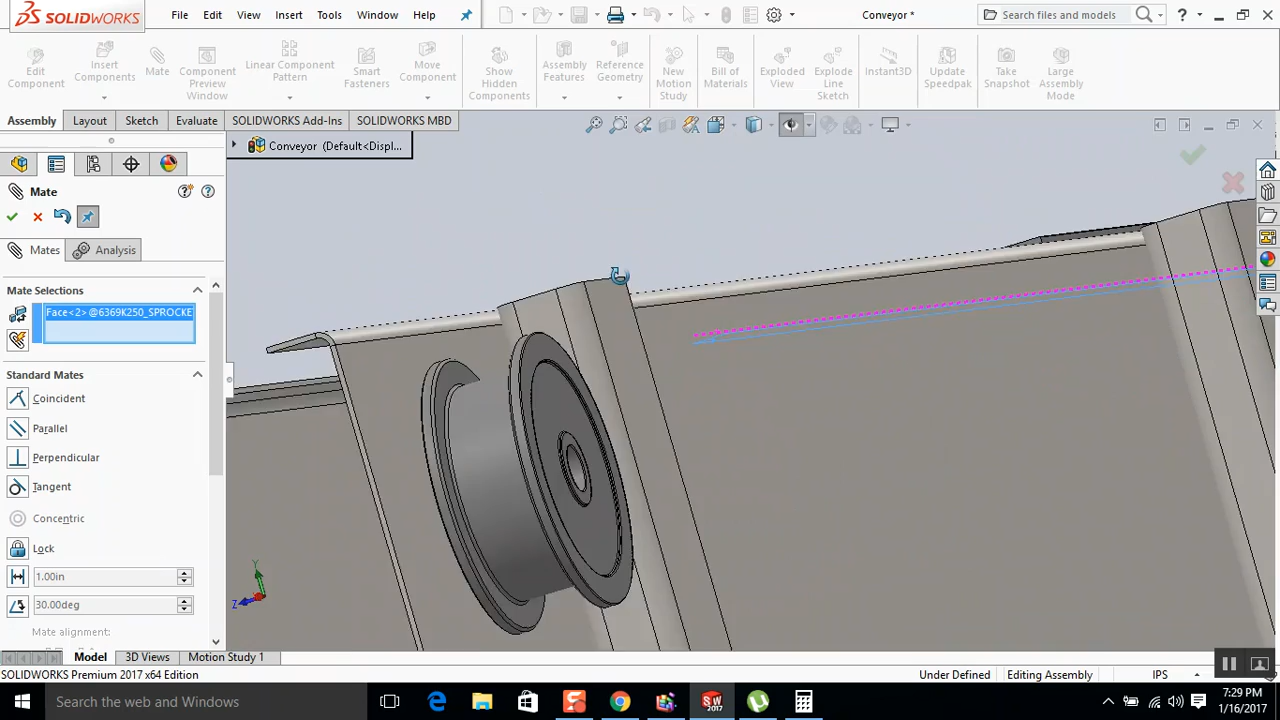 SOLIDWORKS File Edit View Insert Tools Window Help Conveyor * Search files and models ?
Edit Component
Insert Components
Mate
Component Preview Window
Linear Component Pattern
Smart Fasteners
Move Component
Show Hidden Components
Assembly Features
Reference Geometry
New Motion Study
Bill of Materials
Exploded View
Explode Line Sketch
Instant3D
Update Speedpak
Take Snapshot
Large Assembly Mode
Assembly Layout Sketch Evaluate SOLIDWORKS Add-Ins SOLIDWORKS MBD
Conveyor (Default<Displ...
Mate
Mates Analysis
Mate Selections
Face<2> @6369K250_SPROCKE
Standard Mates
Coincident
Parallel
Perpendicular
Tangent
Concentric
Lock
1.00in
30.00deg
Mate alignment:
Y
Z
Model 3D Views Motion Study 1
SOLIDWORKS Premium 2017 x64 Edition Under Defined Editing Assembly IPS
Search the web and Windows
SW
2017
7:29 PM
1/16/2017